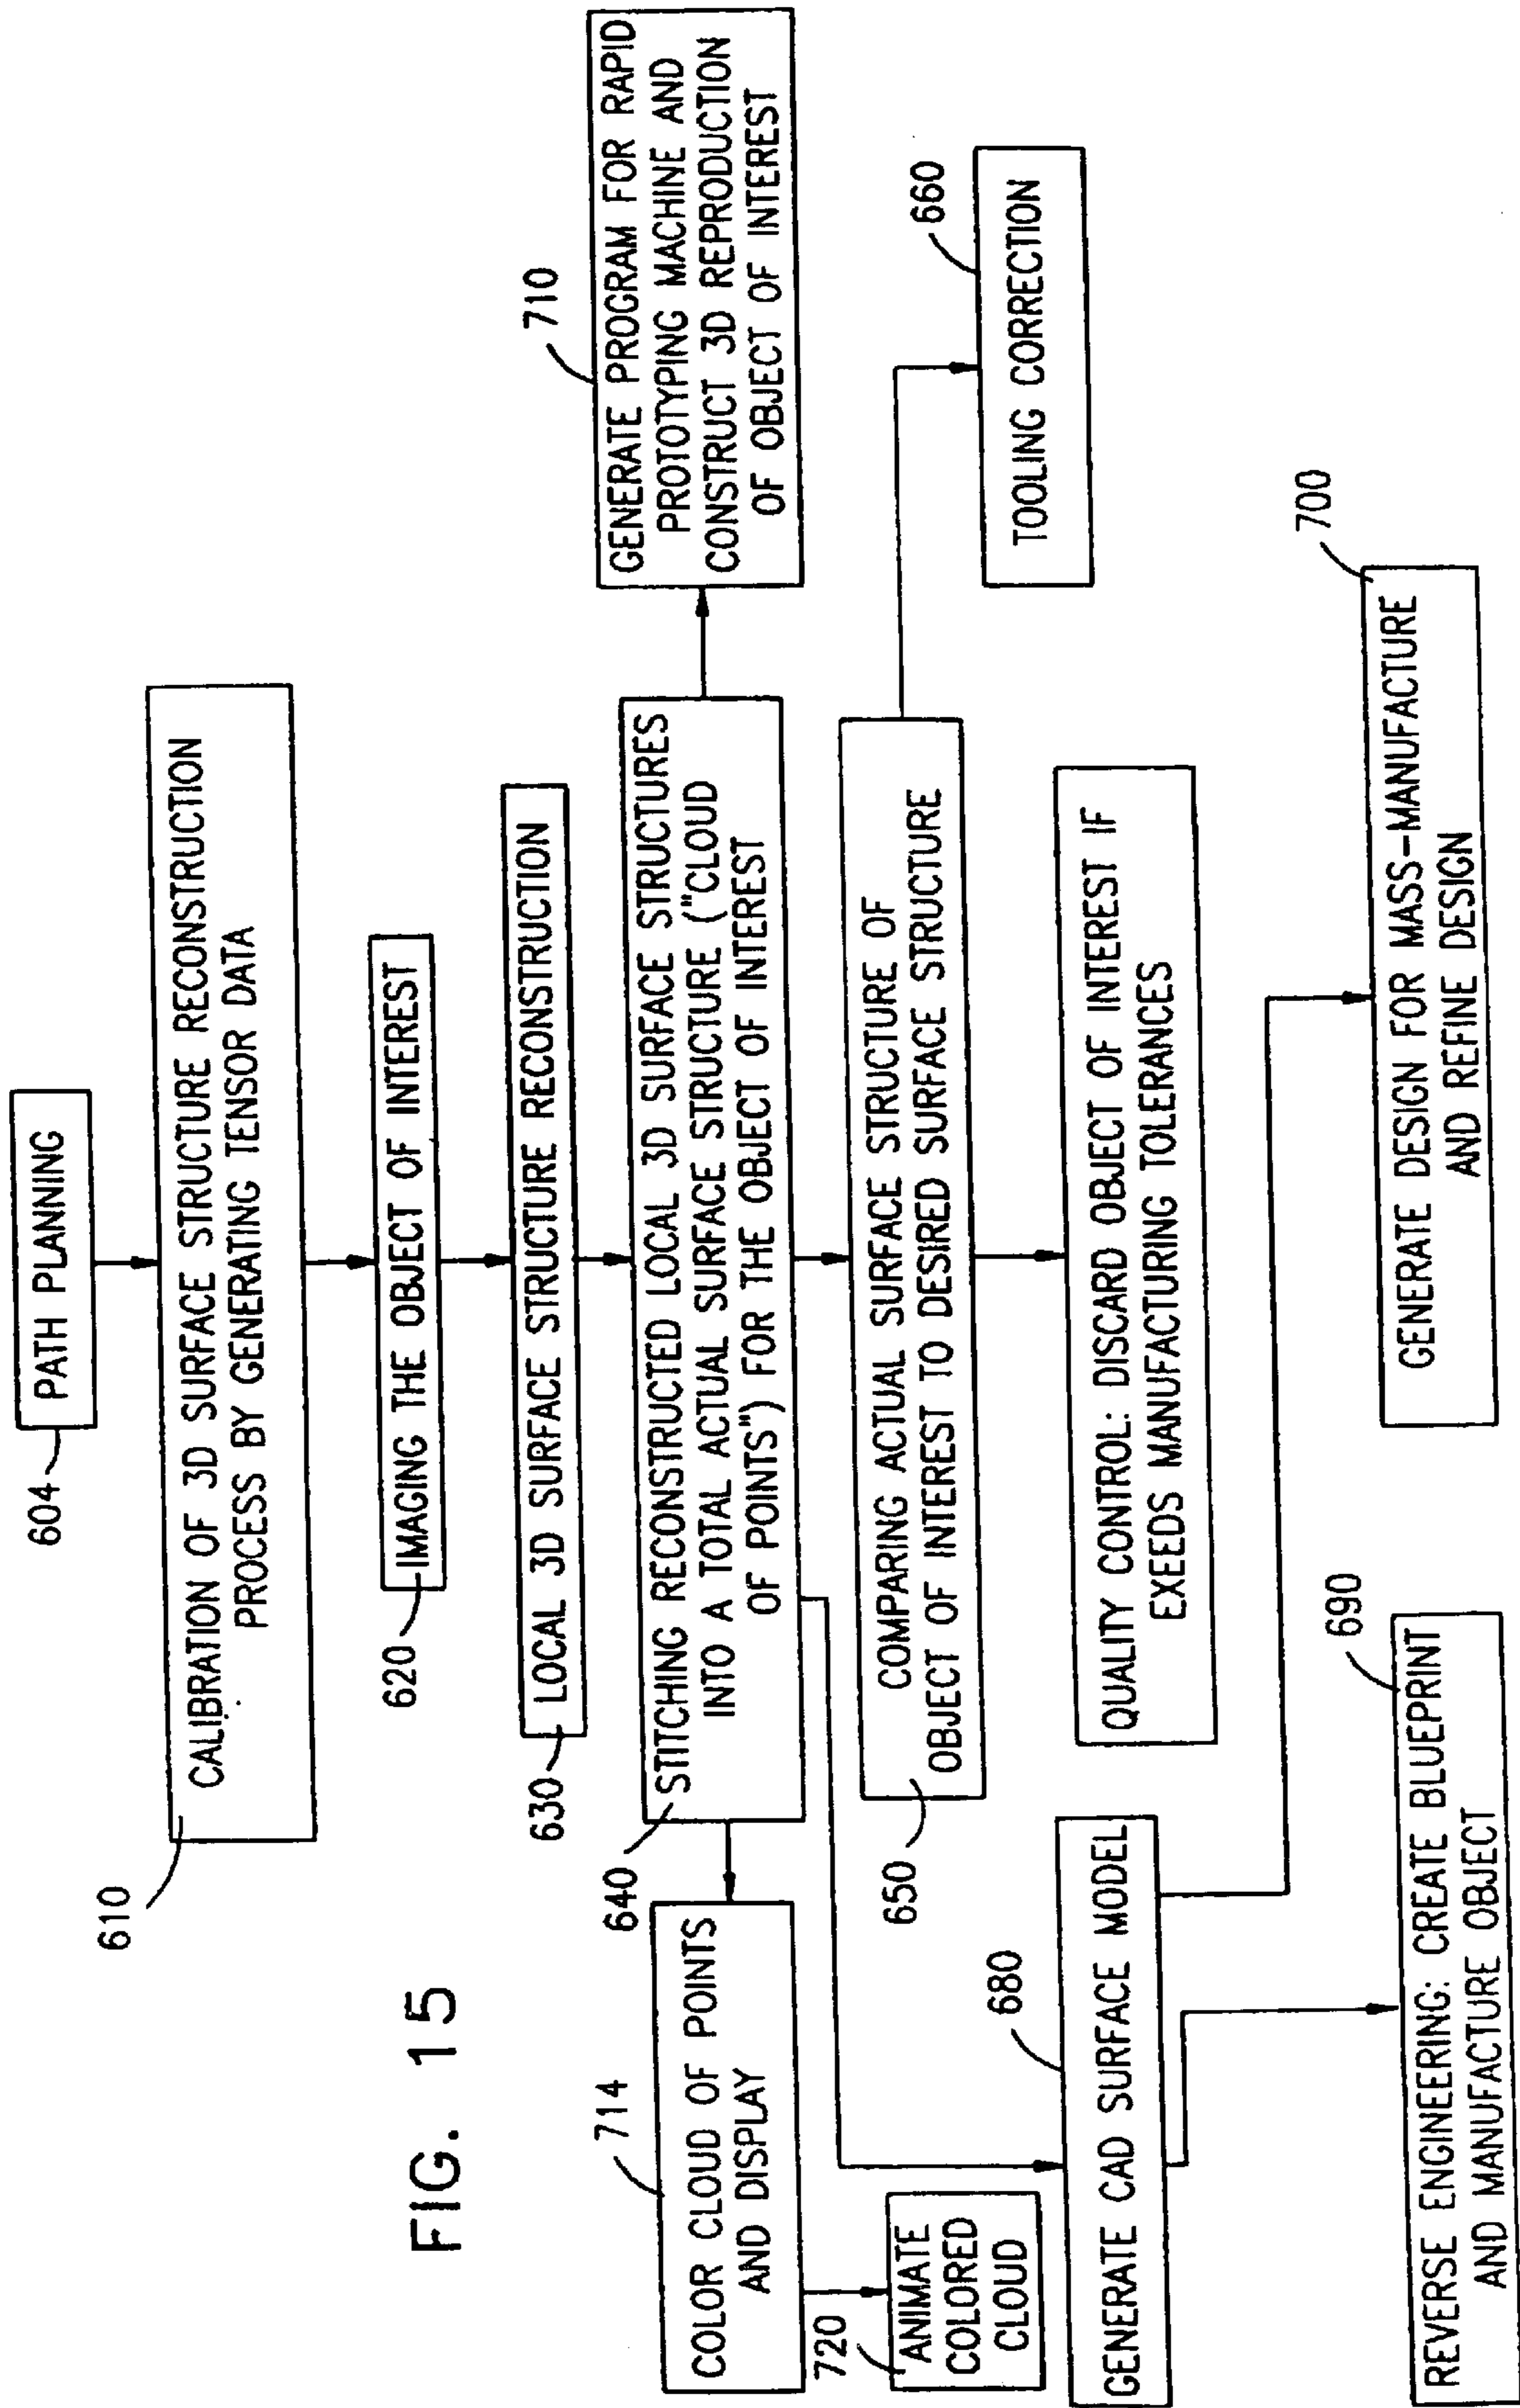 FIG. 15
604
PATH PLANNING
610
CALIBRATION OF 3D SURFACE STRUCTURE RECONSTRUCTION
PROCESS BY GENERATING TENSOR DATA
620
IMAGING THE OBJECT OF INTEREST
630
LOCAL 3D SURFACE STRUCTURE RECONSTRUCTION
640
STITCHING RECONSTRUCTED LOCAL 3D SURFACE STRUCTURES
INTO A TOTAL ACTUAL SURFACE STRUCTURE ("CLOUD
OF POINTS") FOR THE OBJECT OF INTEREST
710
GENERATE PROGRAM FOR RAPID
PROTOTYPING MACHINE AND
CONSTRUCT 3D REPRODUCTION
OF OBJECT OF INTEREST
714
COLOR CLOUD OF POINTS
AND DISPLAY
720
ANIMATE
COLORED
CLOUD
650
COMPARING ACTUAL SURFACE STRUCTURE OF
OBJECT OF INTEREST TO DESIRED SURFACE STRUCTURE
660
TOOLING CORRECTION
QUALITY CONTROL: DISCARD OBJECT OF INTEREST IF
EXEEDS MANUFACTURING TOLERANCES
680
GENERATE CAD SURFACE MODEL
690
REVERSE ENGINEERING: CREATE BLUEPRINT
AND MANUFACTURE OBJECT
700
GENERATE DESIGN FOR MASS-MANUFACTURE
AND REFINE DESIGN